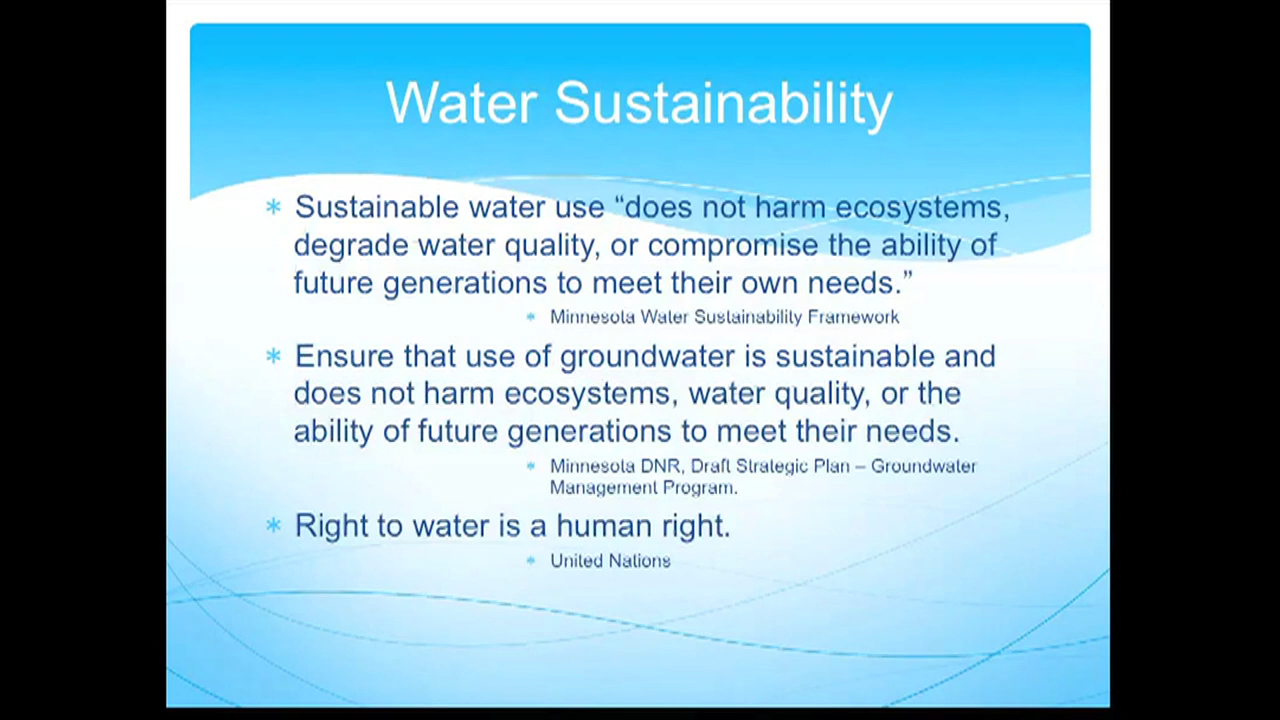 Water Sustainability
* Sustainable water use “does not harm ecosystems,
degrade water quality, or compromise the ability of
future generations to meet their own needs.”
* Minnesota Water Sustainability Framework
* Ensure that use of groundwater is sustainable and
does not harm ecosystems, water quality, or the
ability of future generations to meet their needs.
* Minnesota DNR, Draft Strategic Plan – Groundwater
Management Program.
* Right to water is a human right.
* United Nations